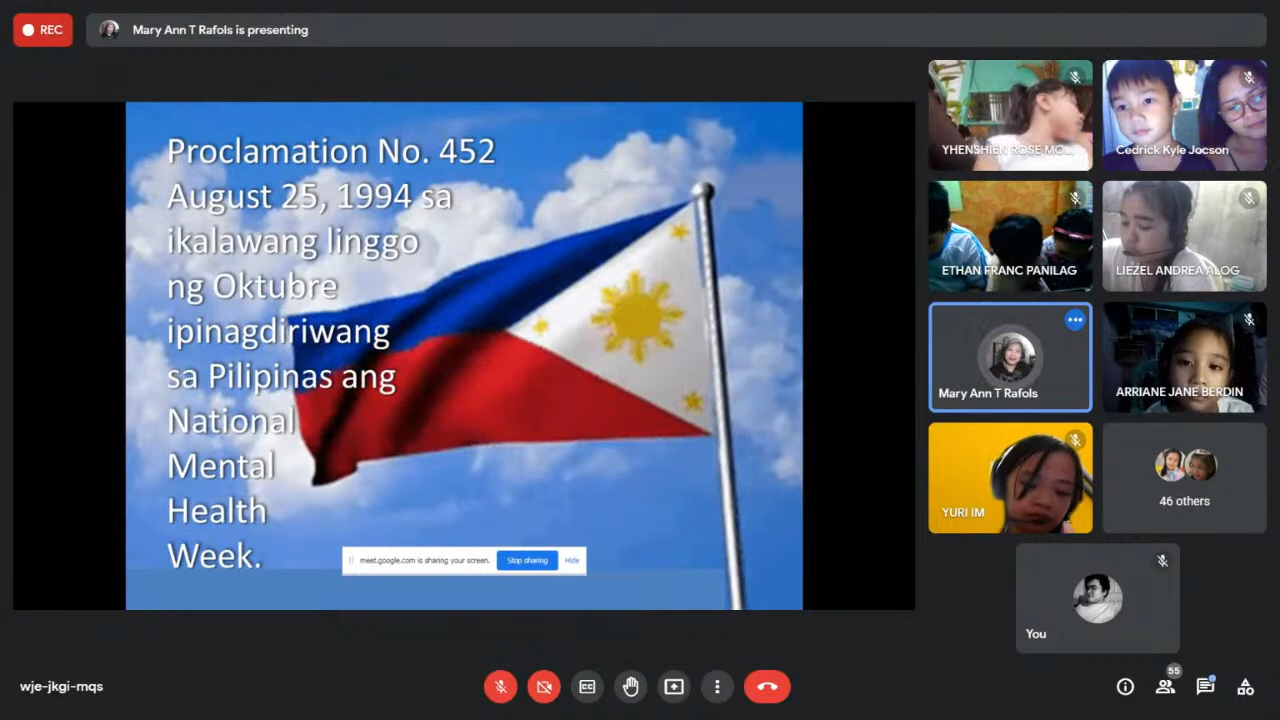 REC
Mary Ann T Rafols is presenting
Proclamation No. 452
August 25, 1994 sa
ikalawang linggo
ng Oktubre
ipinagdiriwang
sa Pilipinas ang
National
Mental
Health
Week.
meet.google.com is sharing your screen. Stop sharing Hide
YHENSHIEN ROSE MO...
Cedrick Kyle Jocson
ETHAN FRANC PANILAG
LIEZEL ANDREA ALOG
Mary Ann T Rafols
ARRIANE JANE BERDIN
YURI IM
46 others
You
wje-jkgi-mqs
55